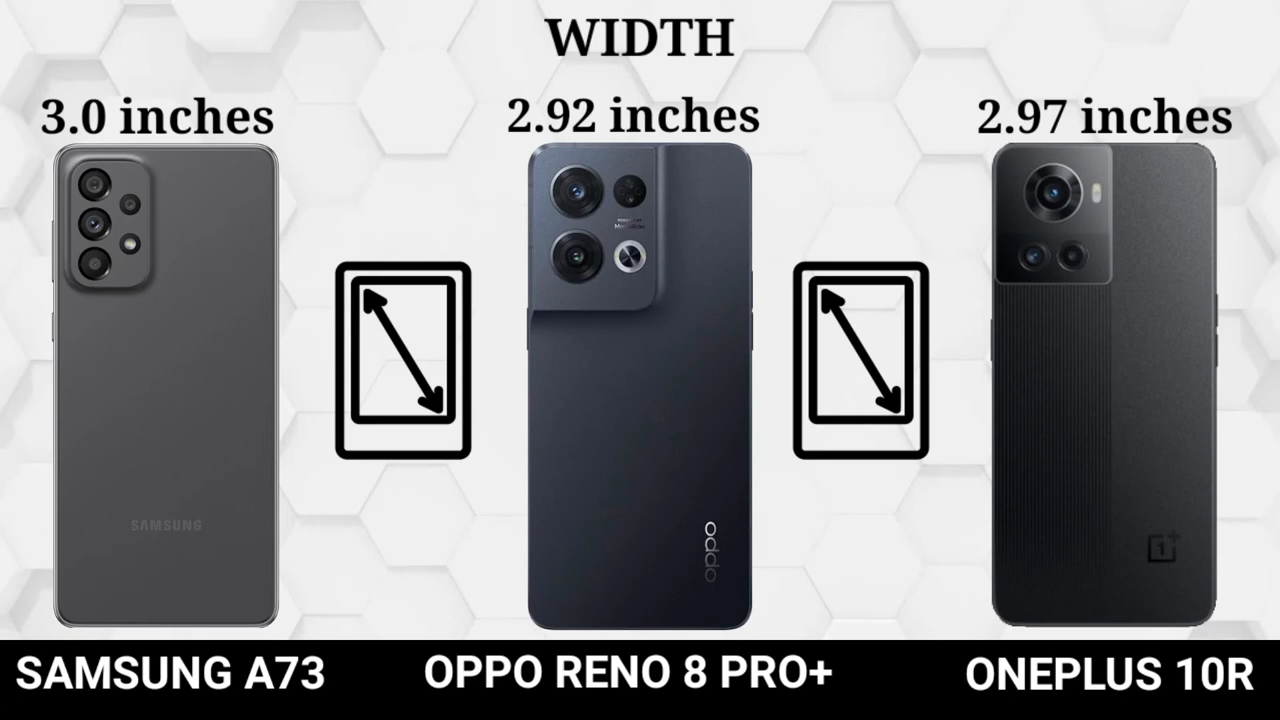 WIDTH
3.0 inches
2.92 inches
2.97 inches
SAMSUNG
oppo
1+
SAMSUNG A73
OPPO RENO 8 PRO+
ONEPLUS 10R